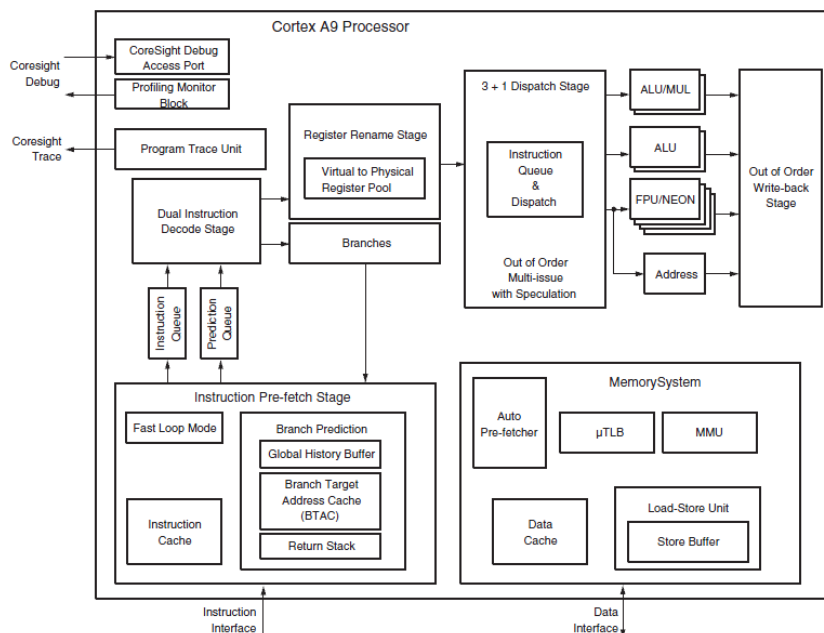 Cortex A9 Processor
Coresight
Debug
CoreSight Debug
Access Port
Profiling Monitor
Block
Coresight
Trace
Program Trace Unit
Dual Instruction
Decode Stage
Register Rename Stage
Virtual to Physical
Register Pool
Branches
3 + 1 Dispatch Stage
Instruction
Queue
&
Dispatch
Out of Order
Multi-issue
with Speculation
ALU/MUL
ALU
FPU/NEON
Address
Out of Order
Write-back
Stage
Instruction
Queue
Prediction
Queue
Instruction Pre-fetch Stage
Fast Loop Mode
Instruction
Cache
Branch Prediction
Global History Buffer
Branch Target
Address Cache
(BTAC)
Return Stack
MemorySystem
Auto
Pre-fetcher
µTLB
MMU
Data
Cache
Load-Store Unit
Store Buffer
Instruction
Interface
Data
Interface